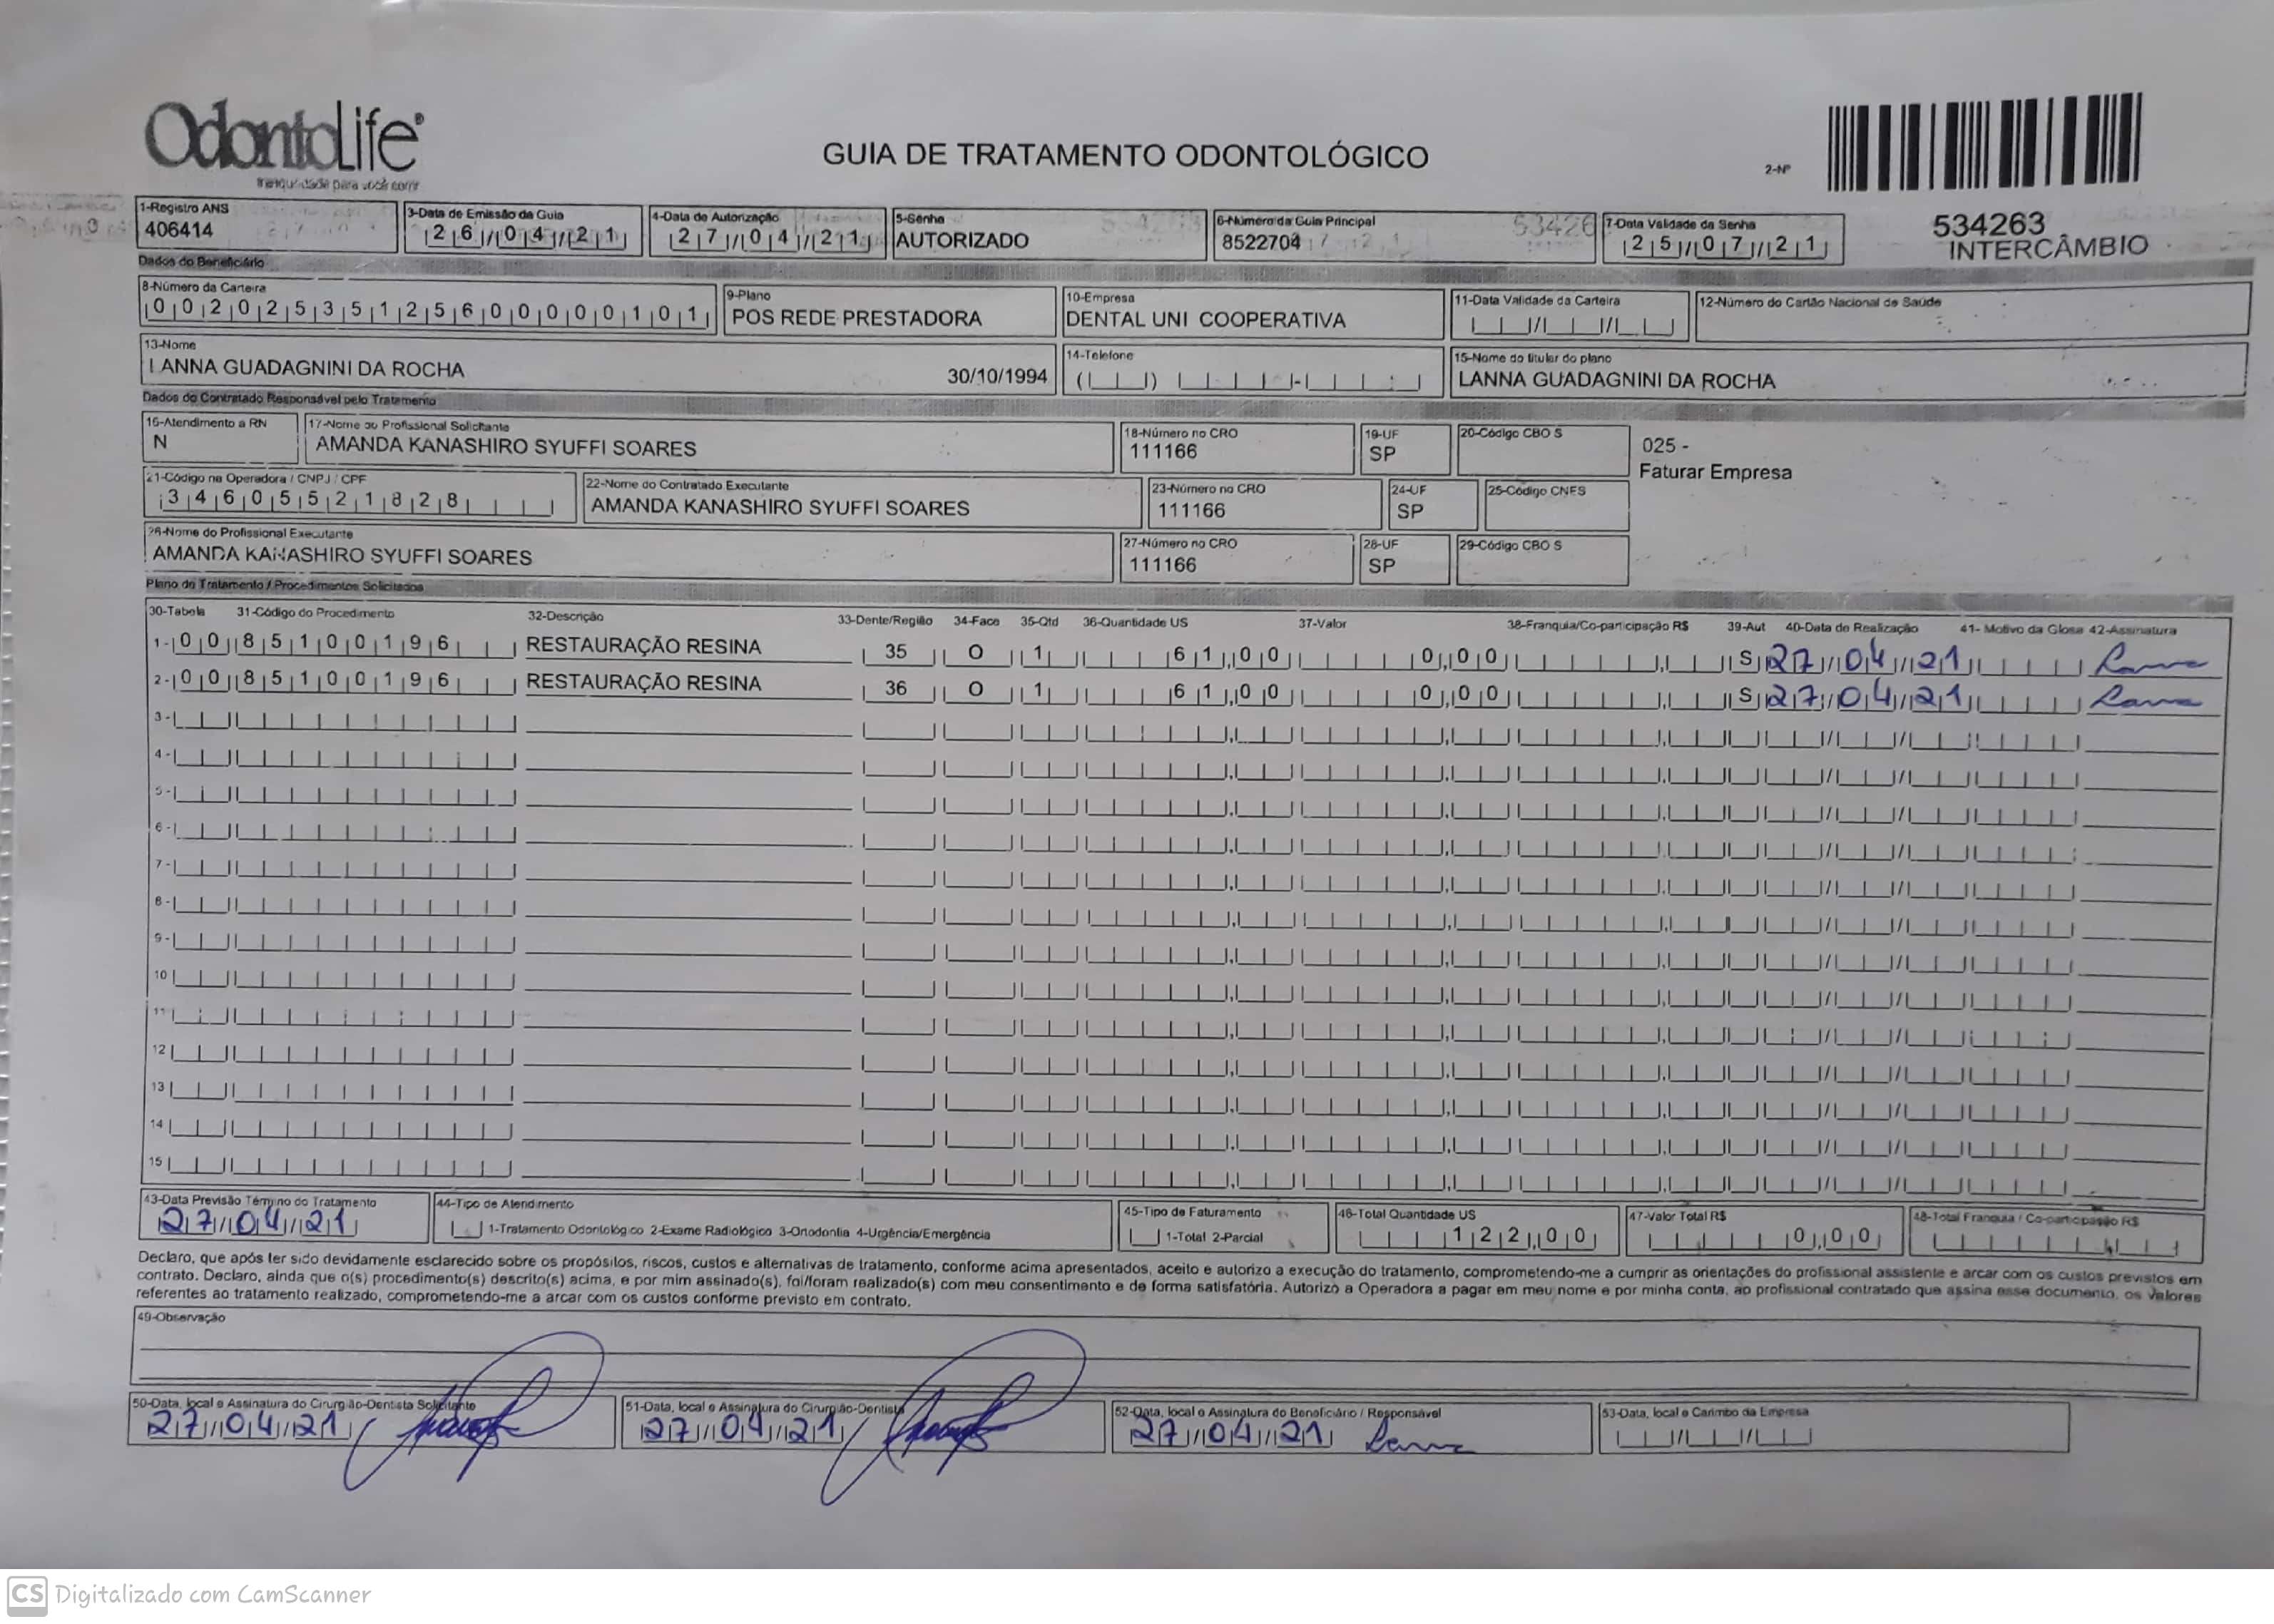 OdontoLife®
tranquilidade para você sorrir
GUIA DE TRATAMENTO ODONTOLÓGICO
2-Nº
534263
INTERCÂMBIO
1-Registro ANS
406414
3-Data de Emissão da Guia
26/04/21
4-Data de Autorização
27/04/21
5-Senha
AUTORIZADO
6-Número da Guia Principal
8522704
7-Data Validade da Senha
25/07/21
Dados do Beneficiário
8-Número da Carteira
00202535125600000101
9-Plano
POS REDE PRESTADORA
10-Empresa
DENTAL UNI COOPERATIVA
11-Data Validade da Carteira
12-Número do Cartão Nacional de Saúde
13-Nome
LANNA GUADAGNINI DA ROCHA 30/10/1994
14-Telefone
15-Nome do titular do plano
LANNA GUADAGNINI DA ROCHA
Dados do Contratado Responsável pelo Tratamento
16-Atendimento a RN
N
17-Nome do Profissional Solicitante
AMANDA KANASHIRO SYUFFI SOARES
18-Número no CRO
111166
19-UF
SP
20-Código CBO S
025 -
Faturar Empresa
21-Código na Operadora / CNPJ / CPF
34605521828
22-Nome do Contratado Executante
AMANDA KANASHIRO SYUFFI SOARES
23-Número no CRO
111166
24-UF
SP
25-Código CNES
26-Nome do Profissional Executante
AMANDA KANASHIRO SYUFFI SOARES
27-Número no CRO
111166
28-UF
SP
29-Código CBO S
Plano de Tratamento / Procedimentos Solicitados
30-Tabela 31-Código do Procedimento 32-Descrição 33-Dente/Região 34-Face 35-Qtd 36-Quantidade US 37-Valor 38-Franquia/Co-participação R$ 39-Aut 40-Data de Realização 41- Motivo da Glosa 42-Assinatura
1- 00 85100196 RESTAURAÇÃO RESINA 35 O 1 61,00 0,00 S 27/04/21 Lanna
2- 00 85100196 RESTAURAÇÃO RESINA 36 O 1 61,00 0,00 S 27/04/21 Lanna
3-
4-
5-
6-
7-
8-
9-
10
11
12
13
14
15
43-Data Previsão Término do Tratamento
27/04/21
44-Tipo de Atendimento
1-Tratamento Odontológico 2-Exame Radiológico 3-Ortodontia 4-Urgência/Emergência
45-Tipo de Faturamento
1-Total 2-Parcial
46-Total Quantidade US
122,00
47-Valor Total R$
0,00
48-Total Franquia / Co-participação R$
Declaro, que após ter sido devidamente esclarecido sobre os propósitos, riscos, custos e alternativas de tratamento, conforme acima apresentados, aceito e autorizo a execução do tratamento, comprometendo-me a cumprir as orientações do profissional assistente e arcar com os custos previstos em
contrato. Declaro, ainda que o(s) procedimento(s) descrito(s) acima, e por mim assinado(s), foi/foram realizado(s) com meu consentimento e de forma satisfatória. Autorizo a Operadora a pagar em meu nome e por minha conta, ao profissional contratado que assina esse documento, os valores
referentes ao tratamento realizado, comprometendo-me a arcar com os custos conforme previsto em contrato.
49-Observação
50-Data, local e Assinatura do Cirurgião-Dentista Solicitante
27/04/21
51-Data, local e Assinatura do Cirurgião-Dentista
27/04/21
52-Data, local e Assinatura do Beneficiário / Responsável
27/04/21 Lanna
53-Data, local e Carimbo da Empresa
CS Digitalizado com CamScanner